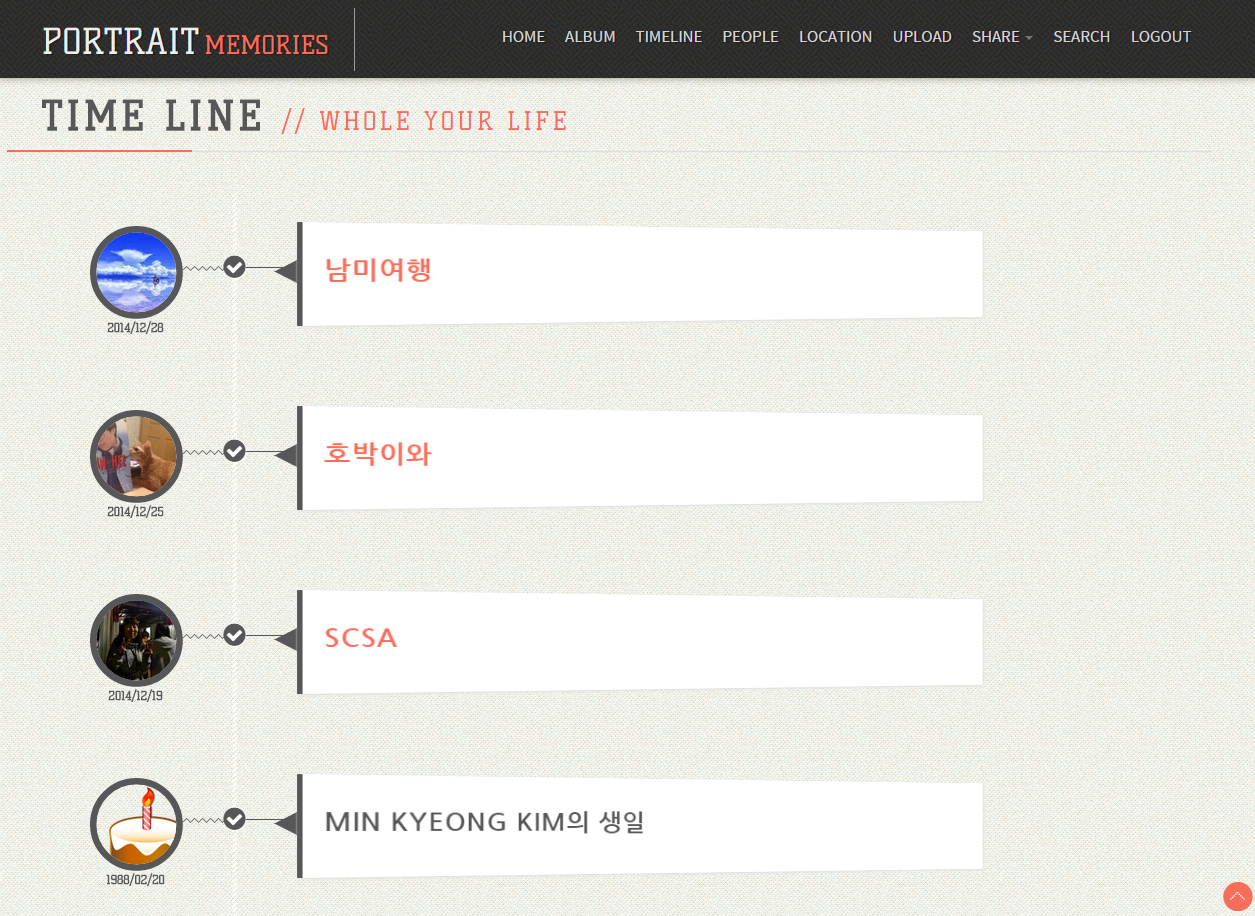 PORTRAIT MEMORIES
HOME ALBUM TIMELINE PEOPLE LOCATION UPLOAD SHARE SEARCH LOGOUT
TIME LINE // WHOLE YOUR LIFE
남미여행
2014/12/28
호박이와
2014/12/25
SCSA
2014/12/19
MIN KYEONG KIM의 생일
1988/02/20